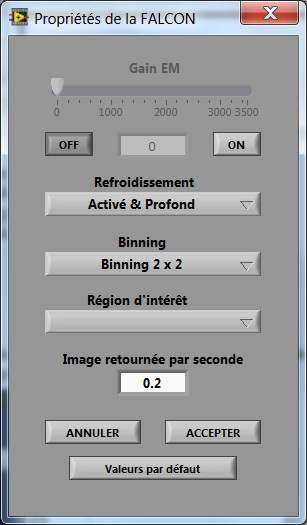 Propriétés de la FALCON
Gain EM
0 1000 2000 3000 3500
OFF 0 ON
Refroidissement
Activé & Profond
Binning
Binning 2 x 2
Région d'intérêt
Image retournée par seconde
0.2
ANNULER ACCEPTER
Valeurs par défaut